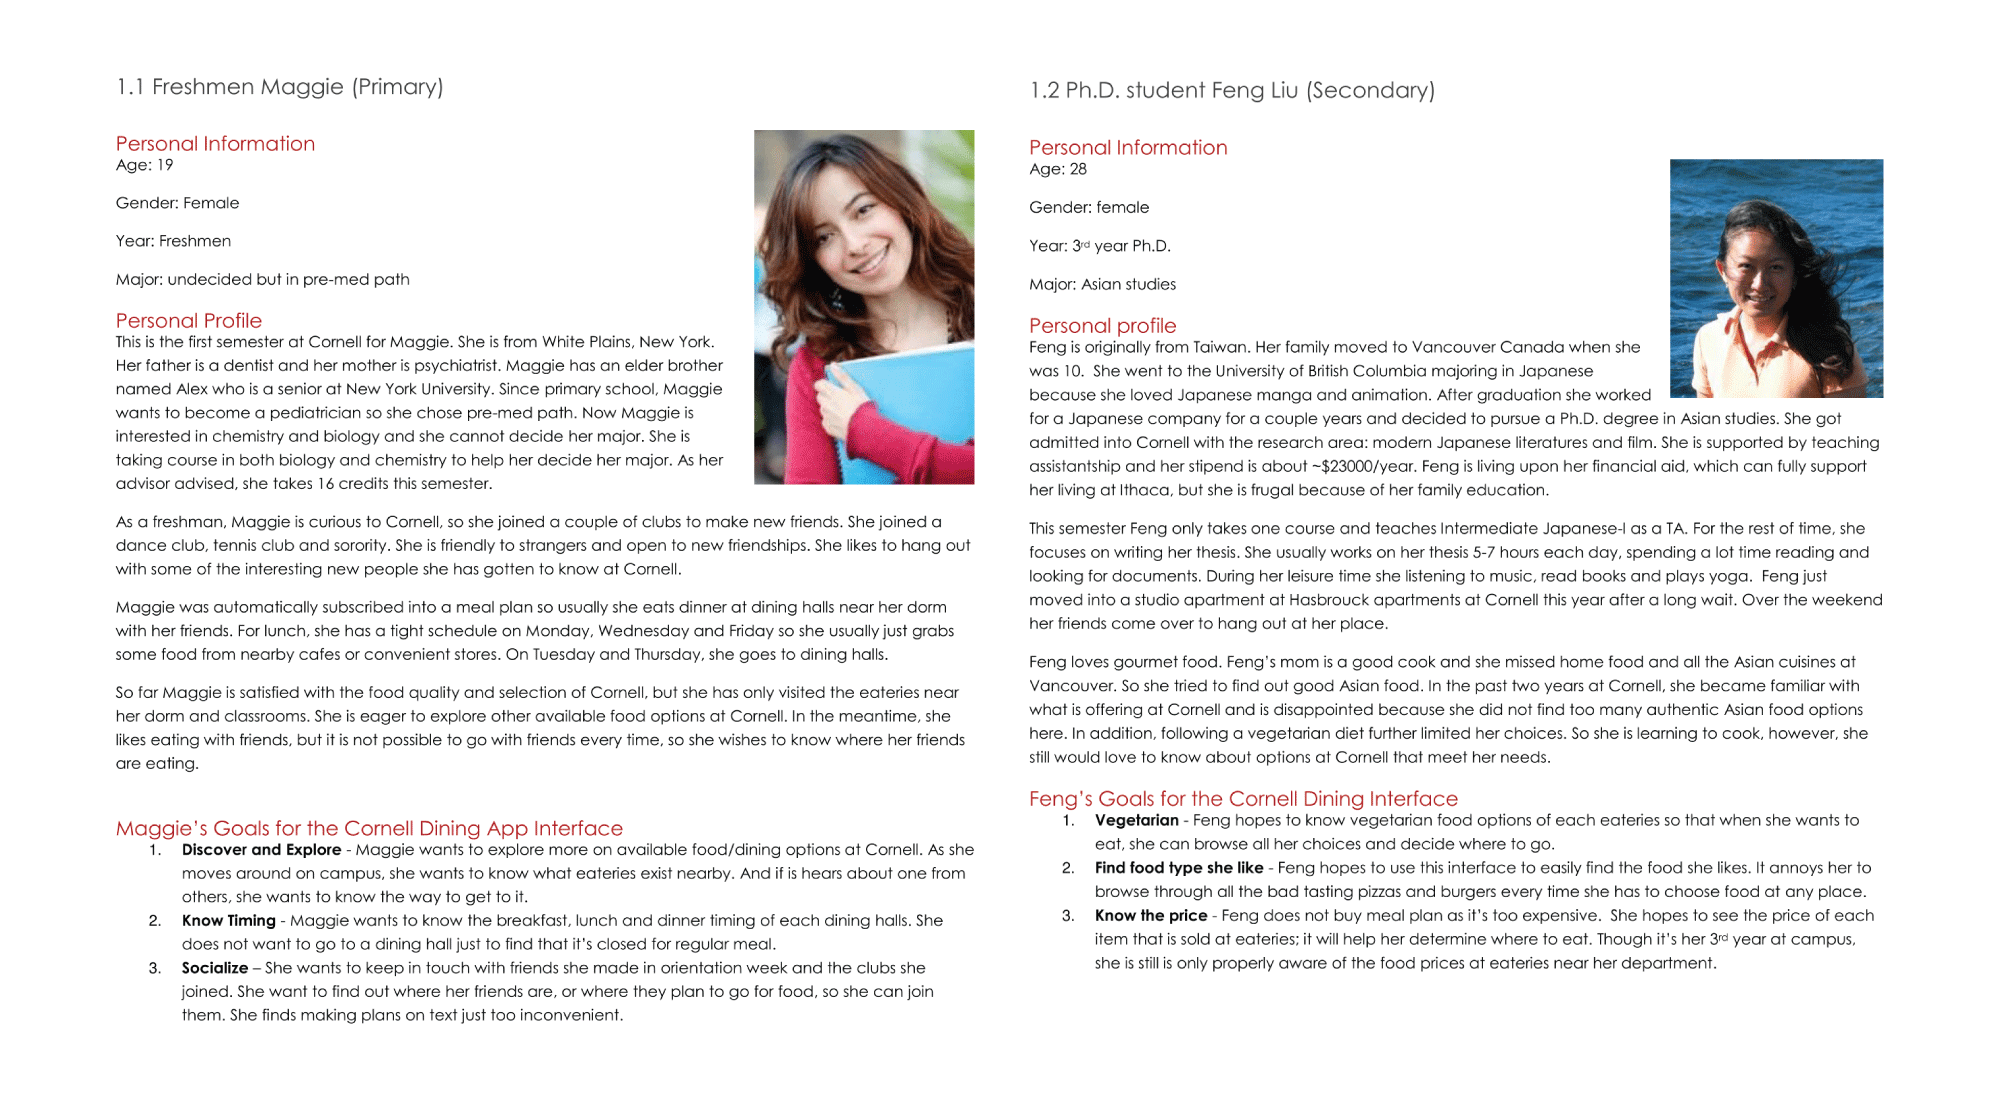 1.1 Freshmen Maggie (Primary)
Personal Information
Age: 19
Gender: Female
Year: Freshmen
Major: undecided but in pre-med path
Personal Profile
This is the first semester at Cornell for Maggie. She is from White Plains, New York.
Her father is a dentist and her mother is psychiatrist. Maggie has an elder brother
named Alex who is a senior at New York University. Since primary school, Maggie
wants to become a pediatrician so she chose pre-med path. Now Maggie is
interested in chemistry and biology and she cannot decide her major. She is
taking course in both biology and chemistry to help her decide her major. As her
advisor advised, she takes 16 credits this semester.
As a freshman, Maggie is curious to Cornell, so she joined a couple of clubs to make new friends. She joined a
dance club, tennis club and sorority. She is friendly to strangers and open to new friendships. She likes to hang out
with some of the interesting new people she has gotten to know at Cornell.
Maggie was automatically subscribed into a meal plan so usually she eats dinner at dining halls near her dorm
with her friends. For lunch, she has a tight schedule on Monday, Wednesday and Friday so she usually just grabs
some food from nearby cafes or convenient stores. On Tuesday and Thursday, she goes to dining halls.
So far Maggie is satisfied with the food quality and selection of Cornell, but she has only visited the eateries near
her dorm and classrooms. She is eager to explore other available food options at Cornell. In the meantime, she
likes eating with friends, but it is not possible to go with friends every time, so she wishes to know where her friends
are eating.
Maggie's Goals for the Cornell Dining App Interface
1. Discover and Explore - Maggie wants to explore more on available food/dining options at Cornell. As she
moves around on campus, she wants to know what eateries exist nearby. And if is hears about one from
others, she wants to know the way to get to it.
2. Know Timing - Maggie wants to know the breakfast, lunch and dinner timing of each dining halls. She
does not want to go to a dining hall just to find that it's closed for regular meal.
3. Socialize – She wants to keep in touch with friends she made in orientation week and the clubs she
joined. She want to find out where her friends are, or where they plan to go for food, so she can join
them. She finds making plans on text just too inconvenient.
1.2 Ph.D. student Feng Liu (Secondary)
Personal Information
Age: 28
Gender: female
Year: 3rd year Ph.D.
Major: Asian studies
Personal profile
Feng is originally from Taiwan. Her family moved to Vancouver Canada when she
was 10. She went to the University of British Columbia majoring in Japanese
because she loved Japanese manga and animation. After graduation she worked
for a Japanese company for a couple years and decided to pursue a Ph.D. degree in Asian studies. She got
admitted into Cornell with the research area: modern Japanese literatures and film. She is supported by teaching
assistantship and her stipend is about ~$23000/year. Feng is living upon her financial aid, which can fully support
her living at Ithaca, but she is frugal because of her family education.
This semester Feng only takes one course and teaches Intermediate Japanese-I as a TA. For the rest of time, she
focuses on writing her thesis. She usually works on her thesis 5-7 hours each day, spending a lot time reading and
looking for documents. During her leisure time she listening to music, read books and plays yoga. Feng just
moved into a studio apartment at Hasbrouck apartments at Cornell this year after a long wait. Over the weekend
her friends come over to hang out at her place.
Feng loves gourmet food. Feng's mom is a good cook and she missed home food and all the Asian cuisines at
Vancouver. So she tried to find out good Asian food. In the past two years at Cornell, she became familiar with
what is offering at Cornell and is disappointed because she did not find too many authentic Asian food options
here. In addition, following a vegetarian diet further limited her choices. So she is learning to cook, however, she
still would love to know about options at Cornell that meet her needs.
Feng's Goals for the Cornell Dining Interface
1. Vegetarian - Feng hopes to know vegetarian food options of each eateries so that when she wants to
eat, she can browse all her choices and decide where to go.
2. Find food type she like - Feng hopes to use this interface to easily find the food she likes. It annoys her to
browse through all the bad tasting pizzas and burgers every time she has to choose food at any place.
3. Know the price - Feng does not buy meal plan as it's too expensive. She hopes to see the price of each
item that is sold at eateries; it will help her determine where to eat. Though it's her 3rd year at campus,
she is still is only properly aware of the food prices at eateries near her department.